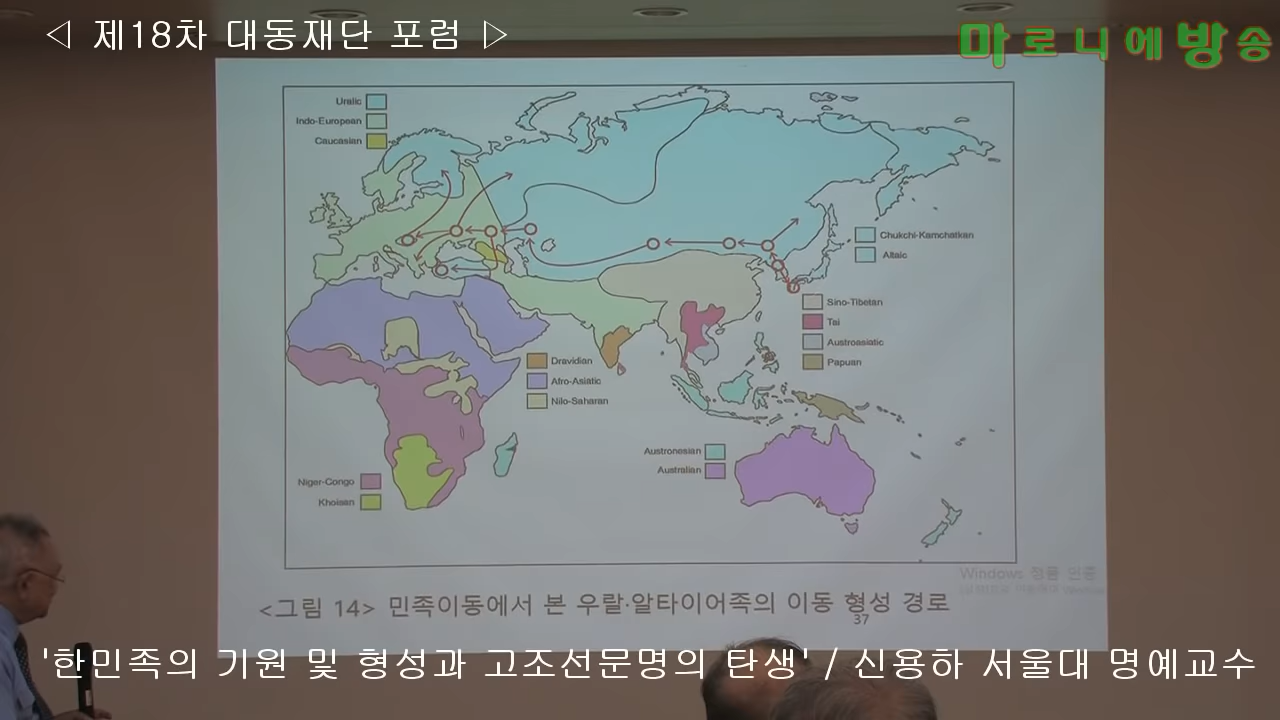 ◁ 제18차 대동재단 포럼 ▷
마로니에방송
Uralic
Indo-European
Caucasian
Chukchi-Kamchatkan
Altaic
Sino-Tibetan
Tai
Austroasiatic
Papuan
Dravidian
Afro-Asiatic
Nilo-Saharan
Austronesian
Australian
Niger-Congo
Khoisan
Windows 정품 인증
<그림 14> 민족이동에서 본 우랄·알타이어족의 이동 형성 경로
37
'한민족의 기원 및 형성과 고조선문명의 탄생' / 신용하 서울대 명예교수